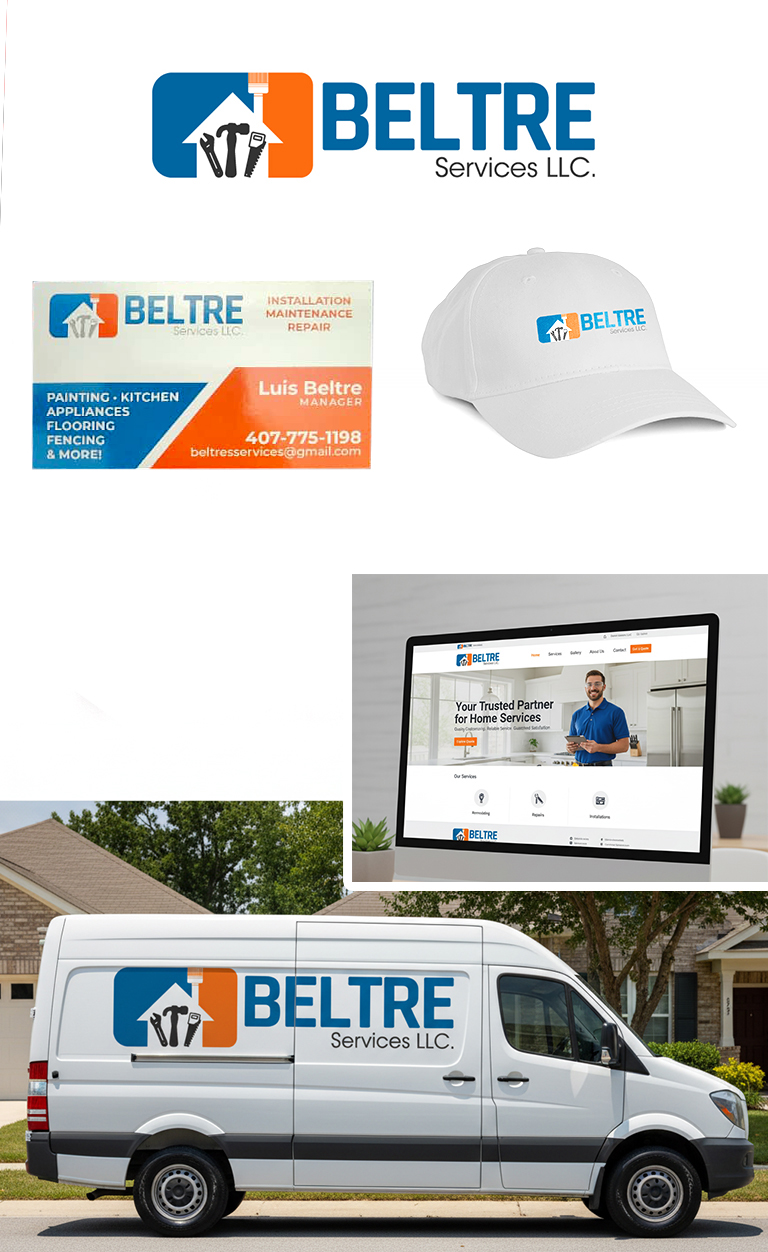 BELTRE
Services LLC.
BELTRE
Services LLC.
INSTALLATION
MAINTENANCE
REPAIR
PAINTING • KITCHEN
APPLIANCES
FLOORING
FENCING
& MORE!
Luis Beltre
MANAGER
407-775-1198
beltresservices@gmail.com
BELTRE
Services LLC.
BELTRE
Home Services Gallery About Us Contact
Your Trusted Partner
for Home Services
Our Services
Remodeling Repairs Installations
BELTRE
BELTRE
Services LLC.